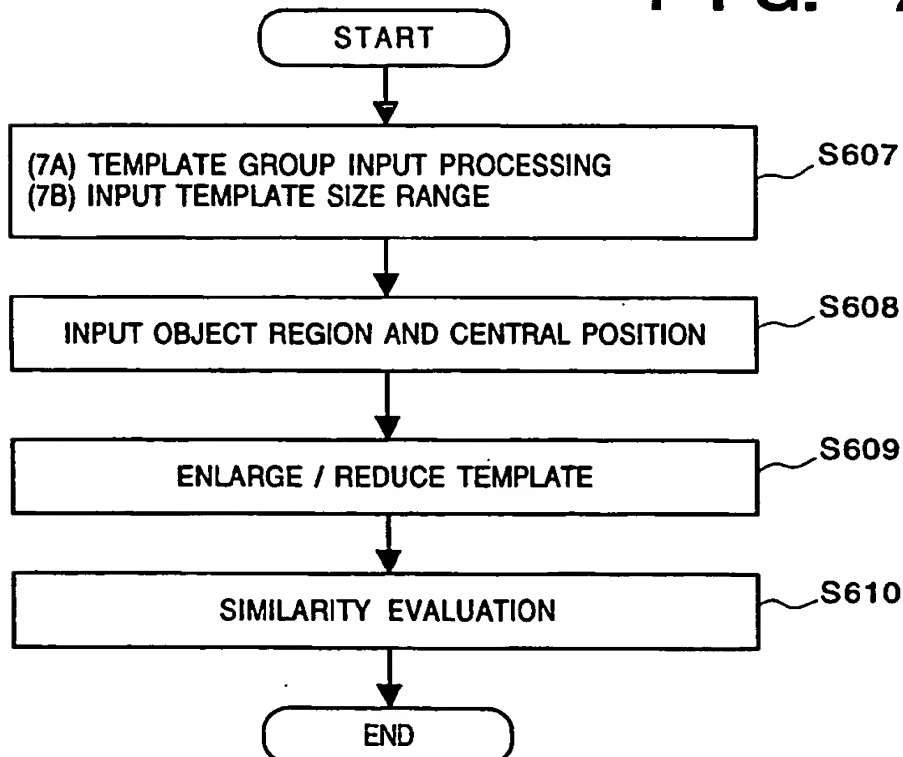 FIG.
START
(7A) TEMPLATE GROUP INPUT PROCESSING
(7B) INPUT TEMPLATE SIZE RANGE
S607
INPUT OBJECT REGION AND CENTRAL POSITION
S608
ENLARGE / REDUCE TEMPLATE
S609
SIMILARITY EVALUATION
S610
END